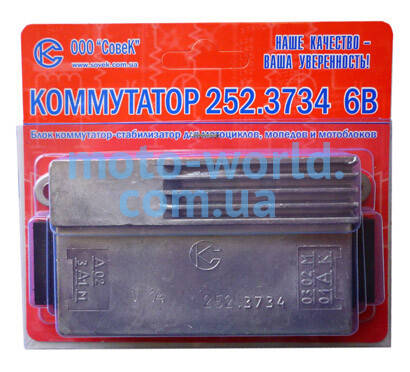 ООО "СовеК"
www.sovek.com.ua
НАШЕ КАЧЕСТВО –
ВАША УВЕРЕННОСТЬ!
КОММУТАТОР 252.3734 6В
Блок коммутатор-стабилизатор для мотоциклов, мопедов и мотоблоков
moto-world.
com.ua
252.3734